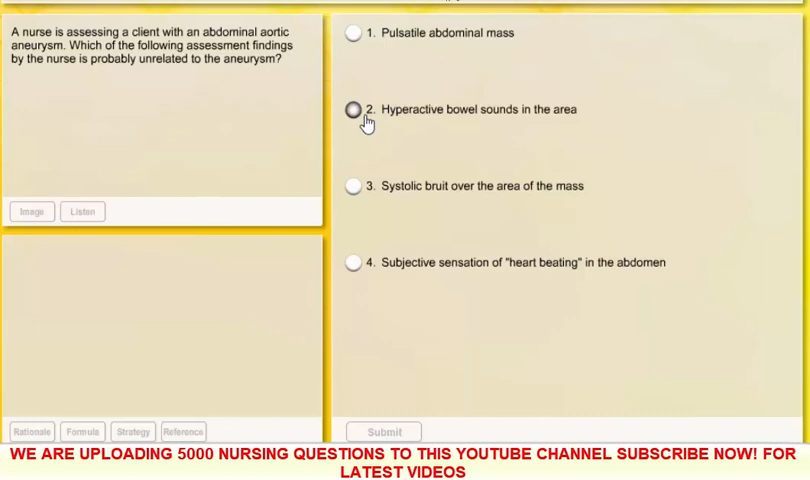 A nurse is assessing a client with an abdominal aortic
aneurysm. Which of the following assessment findings
by the nurse is probably unrelated to the aneurysm?
Image
Listen
1. Pulsatile abdominal mass
2. Hyperactive bowel sounds in the area
3. Systolic bruit over the area of the mass
4. Subjective sensation of "heart beating" in the abdomen
Rationale
Formula
Strategy
Reference
Submit
WE ARE UPLOADING 5000 NURSING QUESTIONS TO THIS YOUTUBE CHANNEL SUBSCRIBE NOW! FOR
LATEST VIDEOS